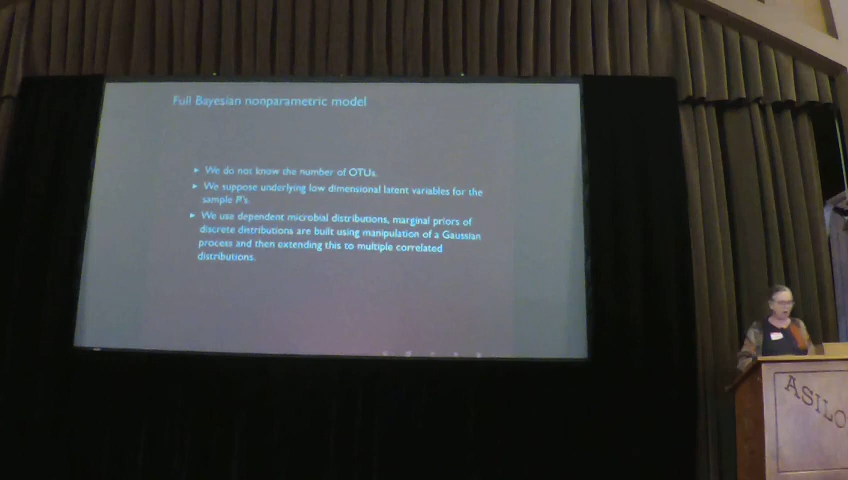 Full Bayesian nonparametric model
▸ We do not know the number of OTUs.
▸ We suppose underlying low dimensional latent variables for the
sample P's.
▸ We use dependent microbial distributions, marginal priors of
discrete distributions are built using manipulation of a Gaussian
process and then extending this to multiple correlated
distributions.
ASILO